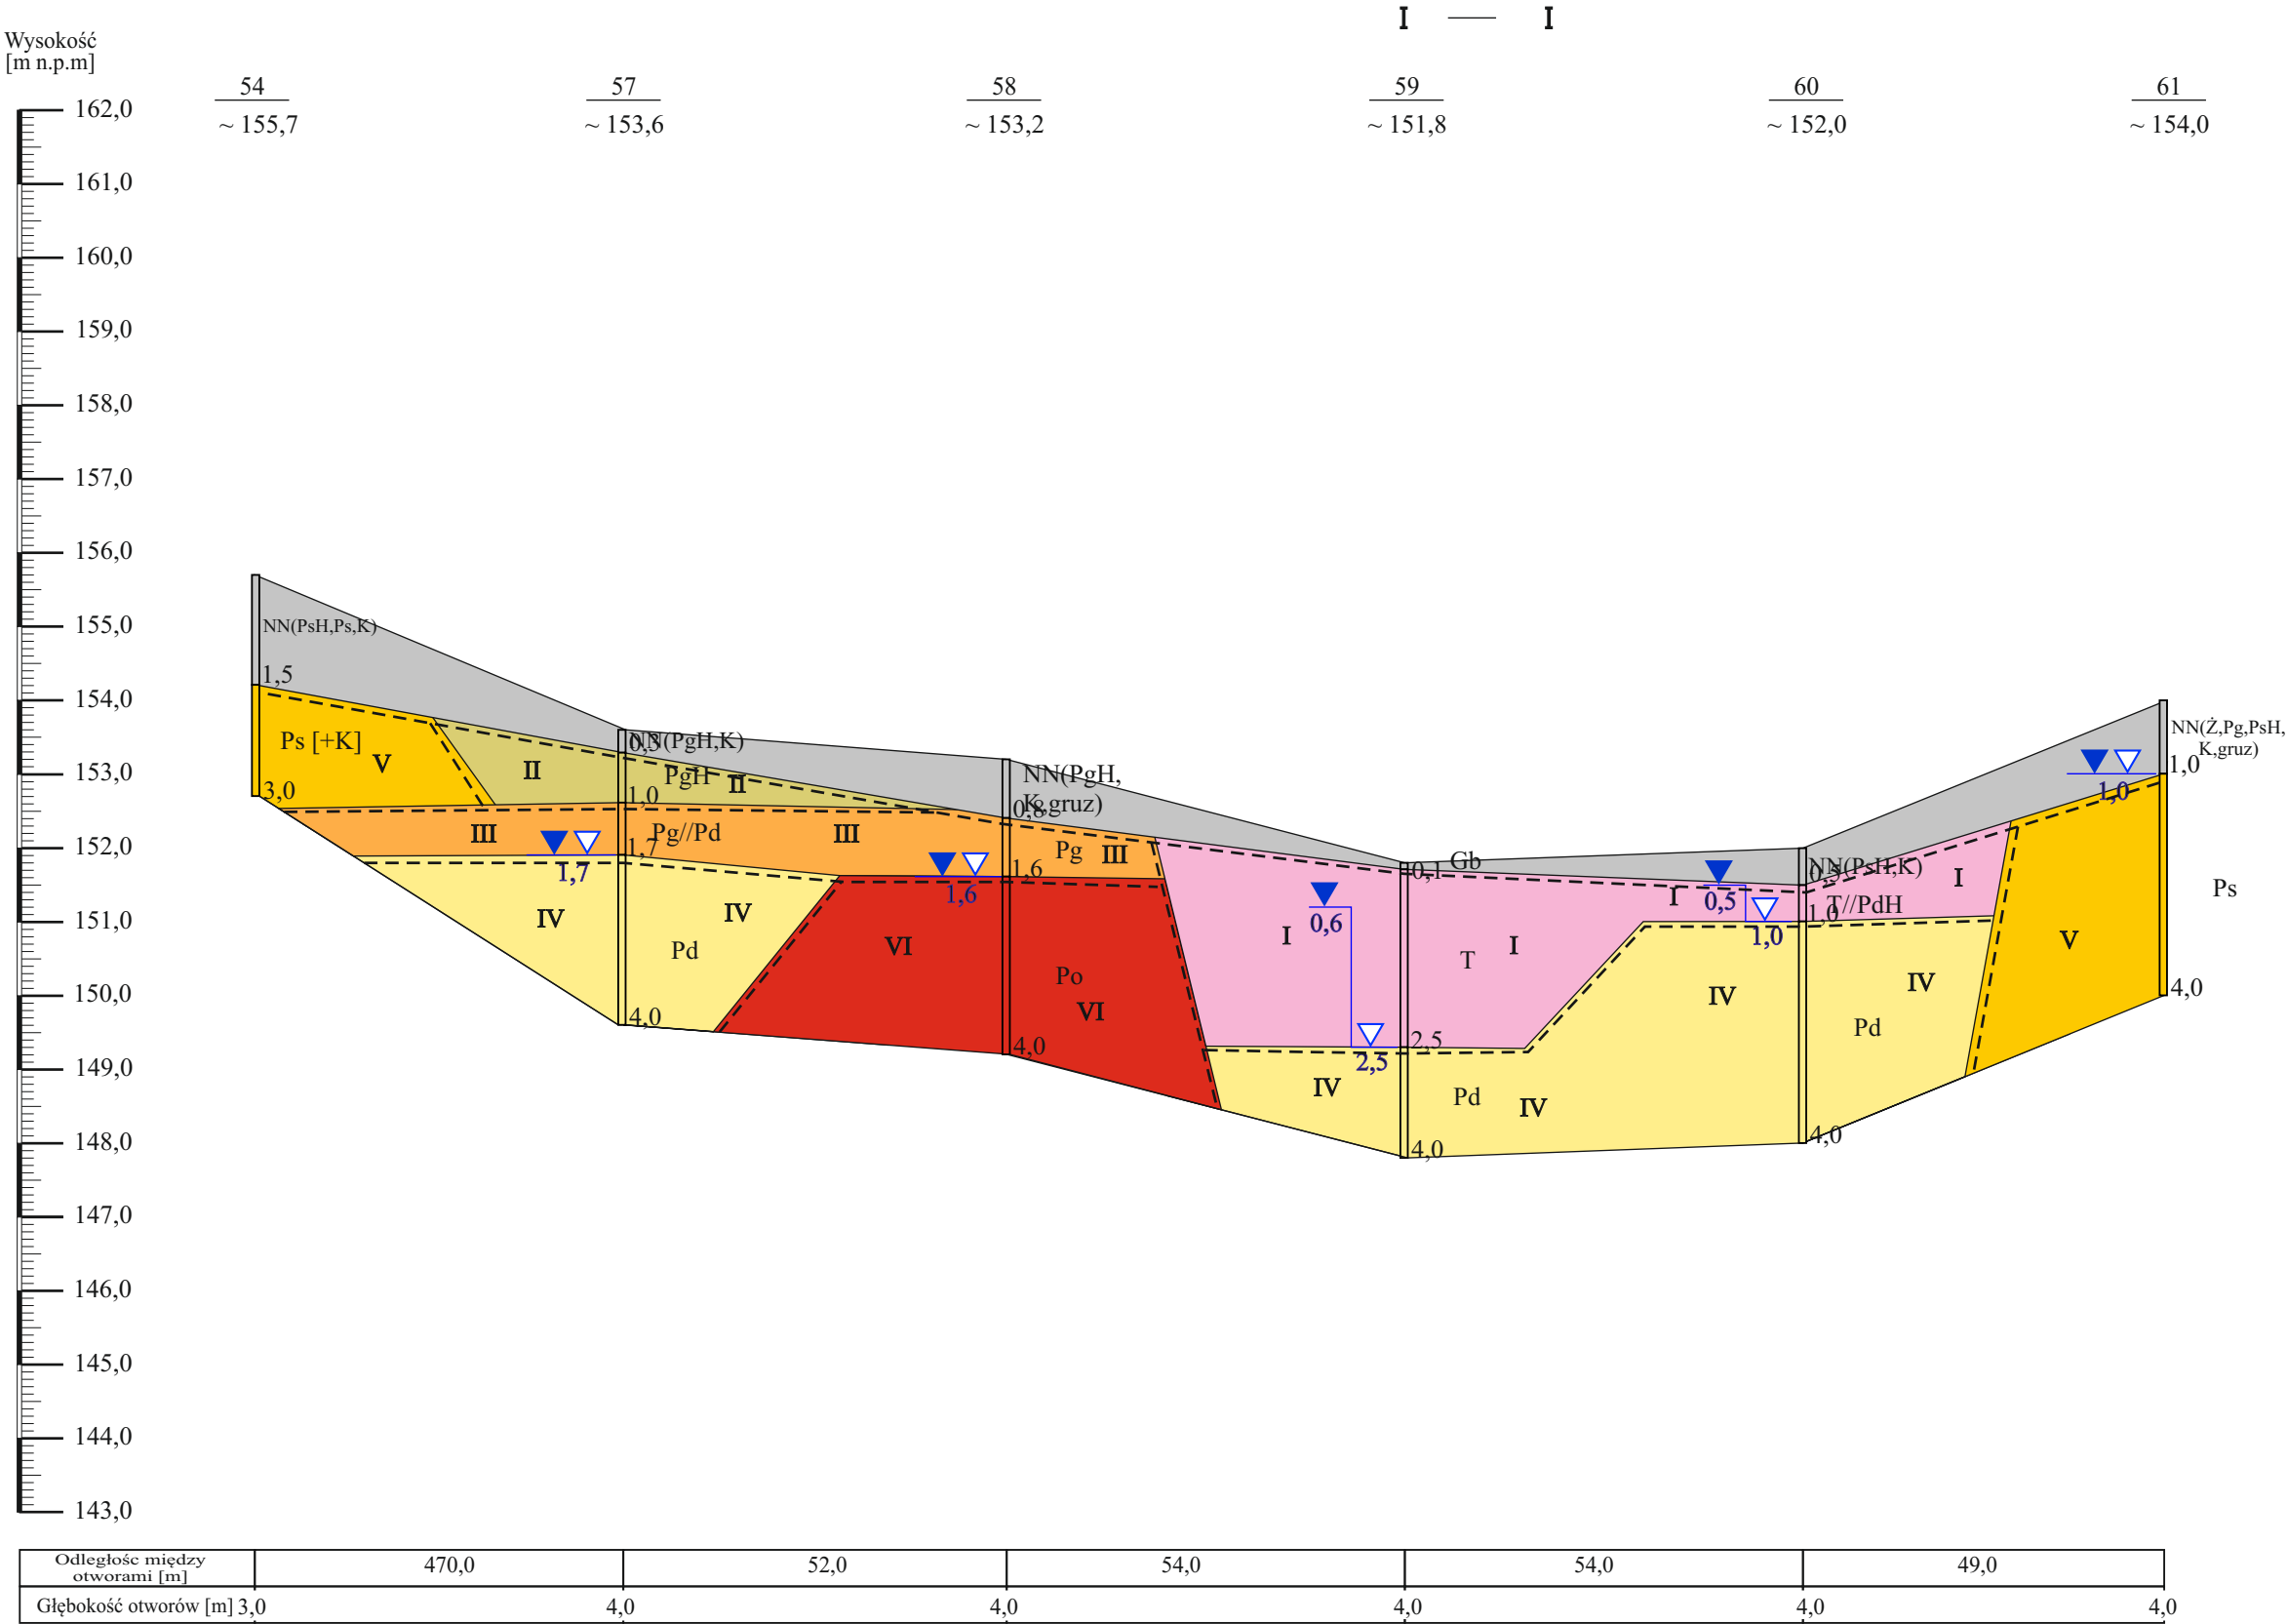 I — I
Wysokość
[m n.p.m]
54 57 58 59 60 61
~ 155,7 ~ 153,6 ~ 153,2 ~ 151,8 ~ 152,0 ~ 154,0
162,0
161,0
160,0
159,0
158,0
157,0
156,0
155,0
154,0
153,0
152,0
151,0
150,0
149,0
148,0
147,0
146,0
145,0
144,0
143,0
NN(PsH,Ps,K)
1,5
Ps [+K]
V
3,0
II
III
1,7
IV
0,3
NN(PgH,K)
PgH
II
1,0
Pg//Pd
III
1,7
IV
Pd
4,0
1,6
VI
NN(PgH,
K,gruz)
0,8
Pg
III
1,6
Po
VI
4,0
0,6
I
2,5
IV
Gb
0,1
T
I
2,5
Pd
IV
4,0
I
0,5
1,0
IV
NN(PsH,K)
0,5
T//PdH
I
1,0
IV
Pd
4,0
1,0
V
NN(Ż,Pg,PsH,
K,gruz)
1,0
Ps
4,0
Odległośc między
otworami [m]
470,0 52,0 54,0 54,0 49,0
Głębokość otworów [m] 3,0 4,0 4,0 4,0 4,0 4,0